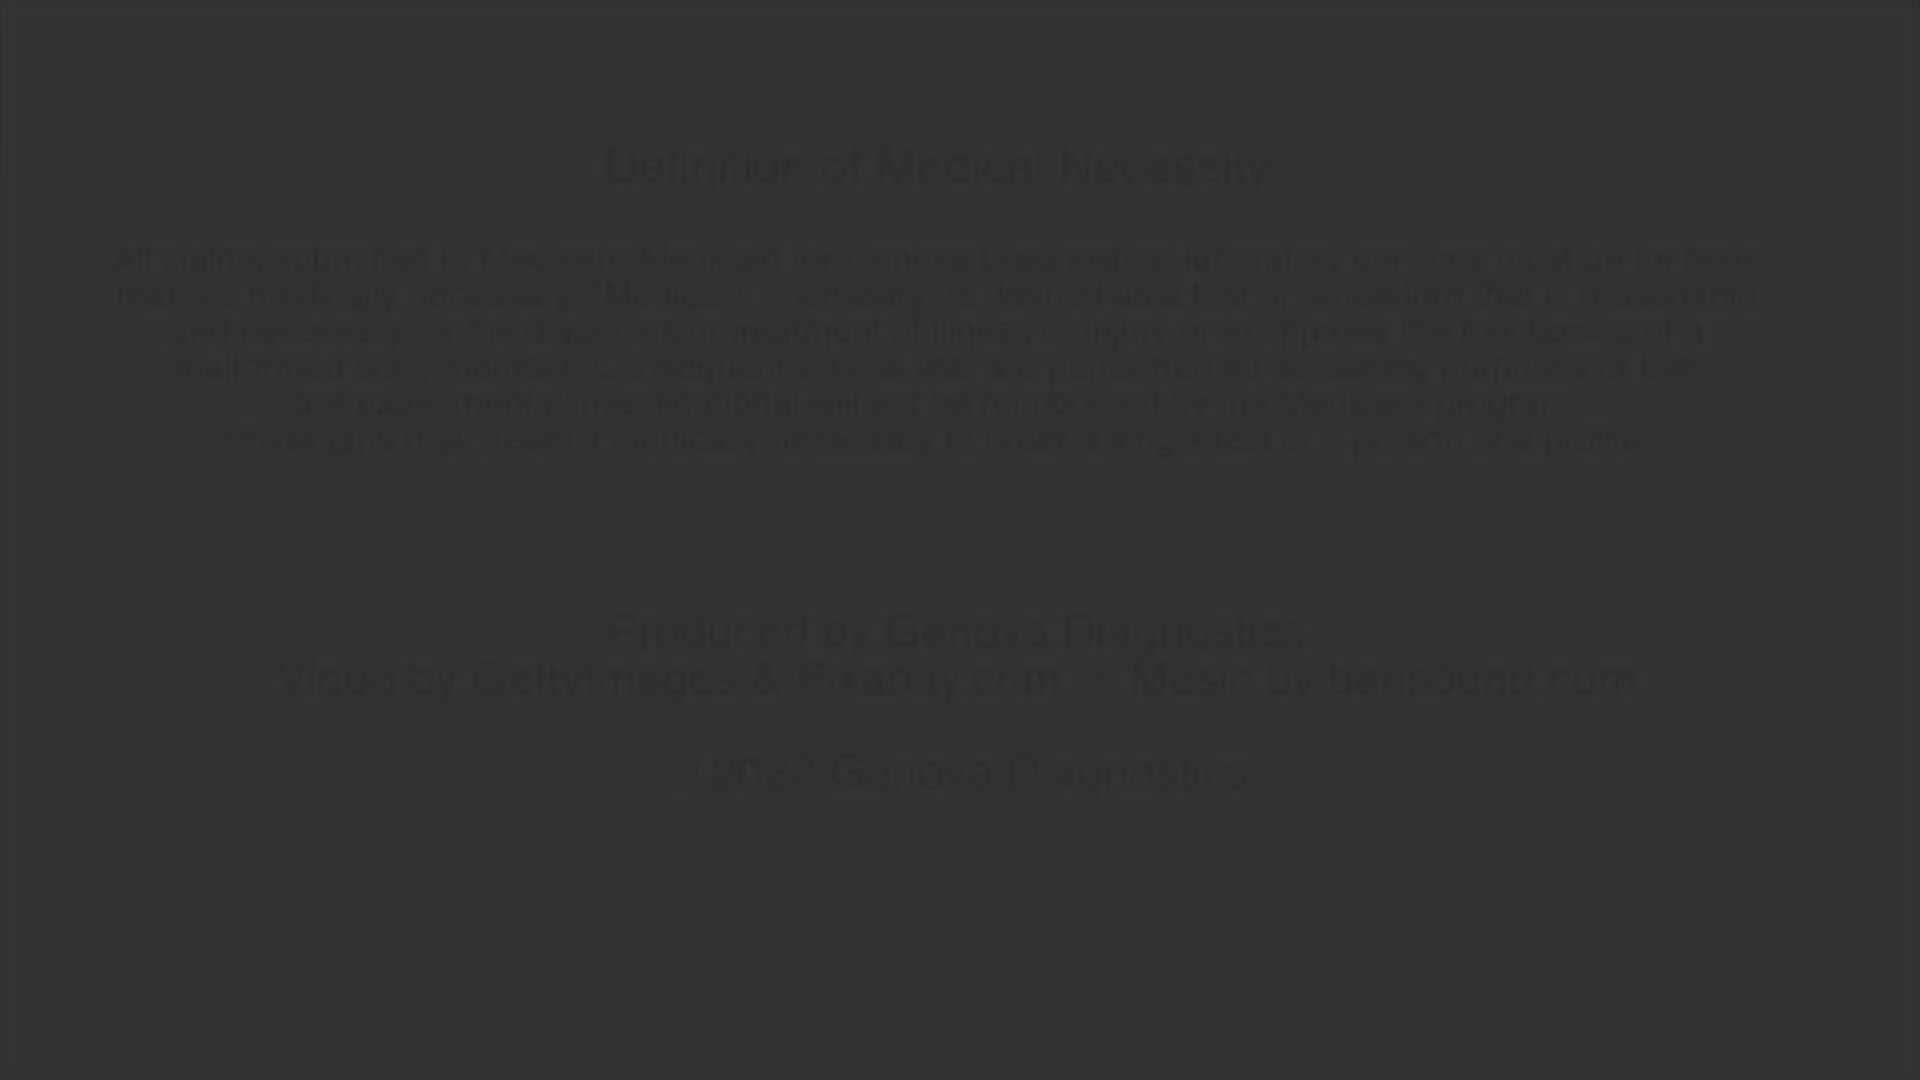 Definition of Medical Necessity
All claims submitted to Medicare/Medicaid for Genova Diagnostics laboratory services must be for tests
that are medically necessary. "Medically necessary" is defined as a test or procedure that is reasonable
and necessary for the diagnosis or treatment of illness or injury or to improve the functioning of a
malformed body member. Consequently, tests that are performed for screening purposes or that
are experimental/investigational will not be reimbursed by the Medicare program.
Physicians may deem it medically necessary to order a single test or a portion of a profile.
Produced by Genova Diagnostics
Video by GettyImages & Pixabay.com • Music by bensound.com
© 2022 Genova Diagnostics